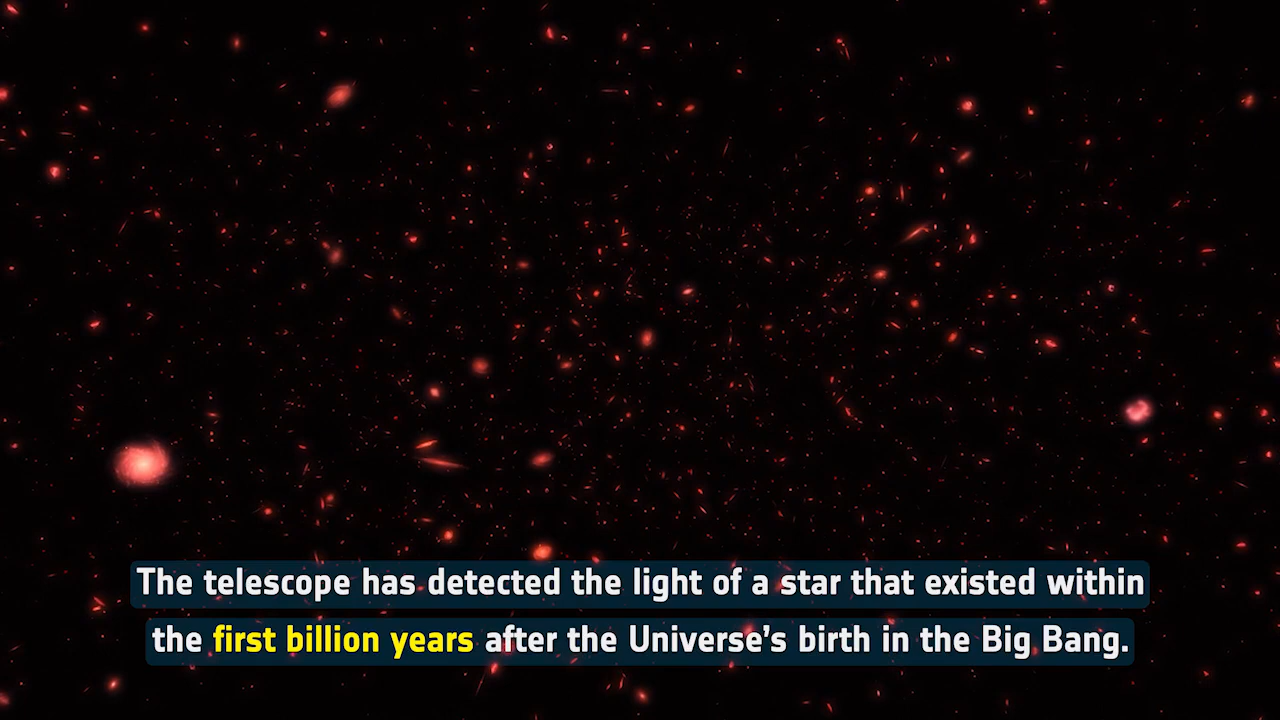 The telescope has detected the light of a star that existed within
the first billion years after the Universe’s birth in the Big Bang.